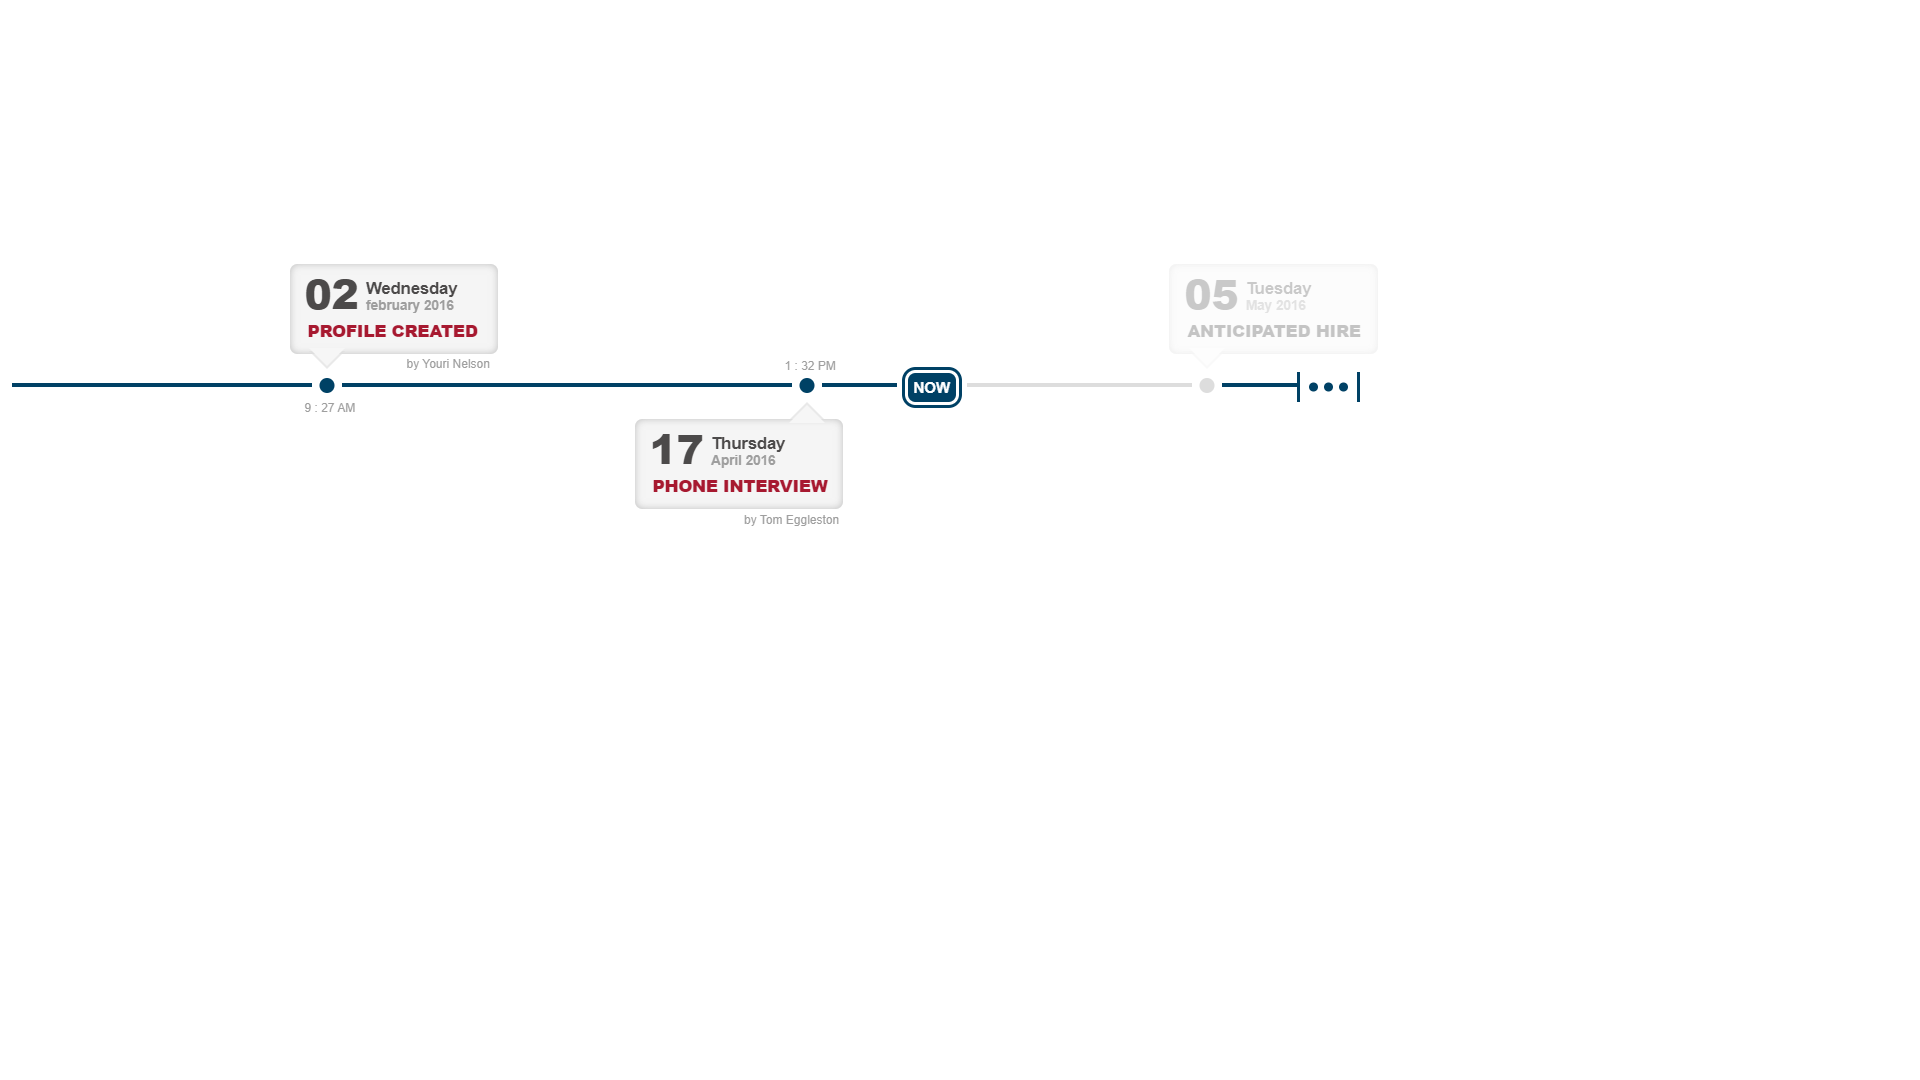 02 Wednesday
february 2016
PROFILE CREATED
by Youri Nelson
9 : 27 AM
1 : 32 PM
17 Thursday
April 2016
PHONE INTERVIEW
by Tom Eggleston
NOW
05 Tuesday
May 2016
ANTICIPATED HIRE